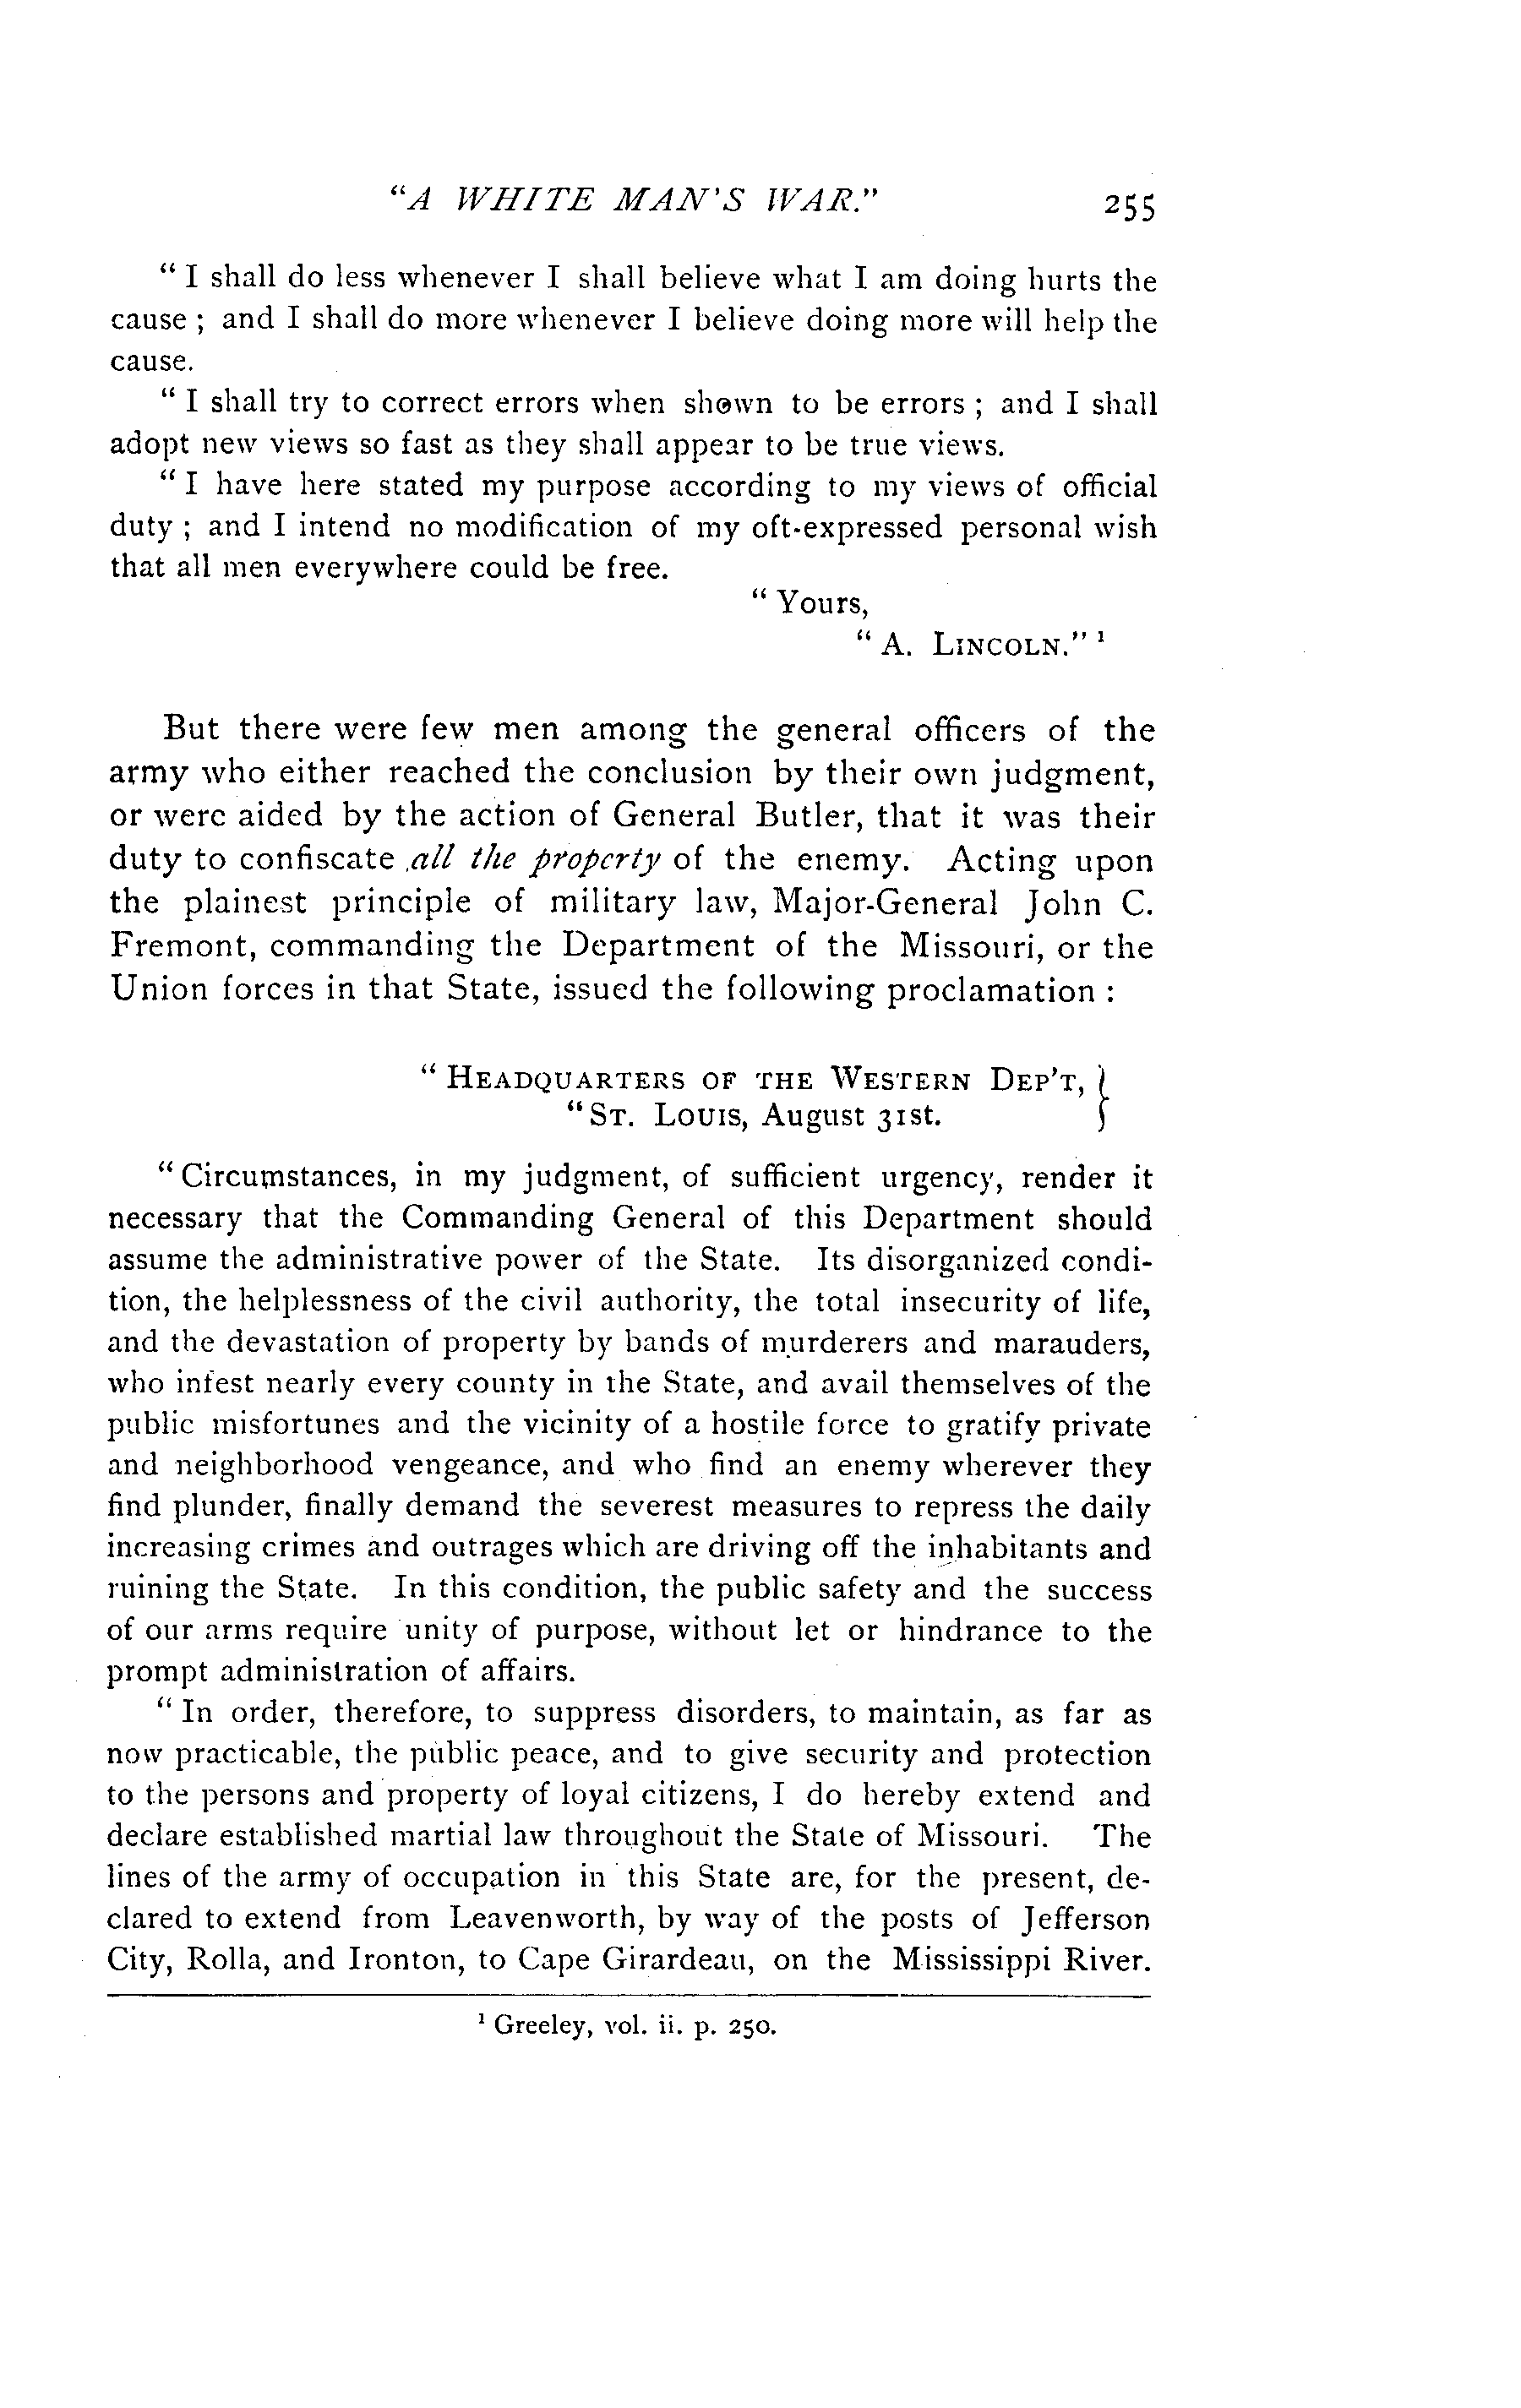 "A WHITE MAN'S WAR."
255
" I shall do less whenever I shall believe what I am doing hurts the
cause ; and I shall do more whenever I believe doing more will help the
cause.
" I shall try to correct errors when shown to be errors ; and I shall
adopt new views so fast as they shall appear to be true views.
" I have here stated my purpose according to my views of official
duty ; and I intend no modification of my oft-expressed personal wish
that all men everywhere could be free.
" Yours,
" A. LINCOLN." ¹
But there were few men among the general officers of the
army who either reached the conclusion by their own judgment,
or were aided by the action of General Butler, that it was their
duty to confiscate all the property of the enemy. Acting upon
the plainest principle of military law, Major-General John C.
Fremont, commanding the Department of the Missouri, or the
Union forces in that State, issued the following proclamation :
" HEADQUARTERS OF THE WESTERN DEP'T, }
"ST. LOUIS, August 31st.
" Circumstances, in my judgment, of sufficient urgency, render it
necessary that the Commanding General of this Department should
assume the administrative power of the State. Its disorganized condi-
tion, the helplessness of the civil authority, the total insecurity of life,
and the devastation of property by bands of murderers and marauders,
who infest nearly every county in the State, and avail themselves of the
public misfortunes and the vicinity of a hostile force to gratify private
and neighborhood vengeance, and who find an enemy wherever they
find plunder, finally demand the severest measures to repress the daily
increasing crimes and outrages which are driving off the inhabitants and
ruining the State. In this condition, the public safety and the success
of our arms require unity of purpose, without let or hindrance to the
prompt administration of affairs.
" In order, therefore, to suppress disorders, to maintain, as far as
now practicable, the public peace, and to give security and protection
to the persons and property of loyal citizens, I do hereby extend and
declare established martial law throughout the State of Missouri. The
lines of the army of occupation in this State are, for the present, de-
clared to extend from Leavenworth, by way of the posts of Jefferson
City, Rolla, and Ironton, to Cape Girardeau, on the Mississippi River.
¹ Greeley, vol. ii. p. 250.